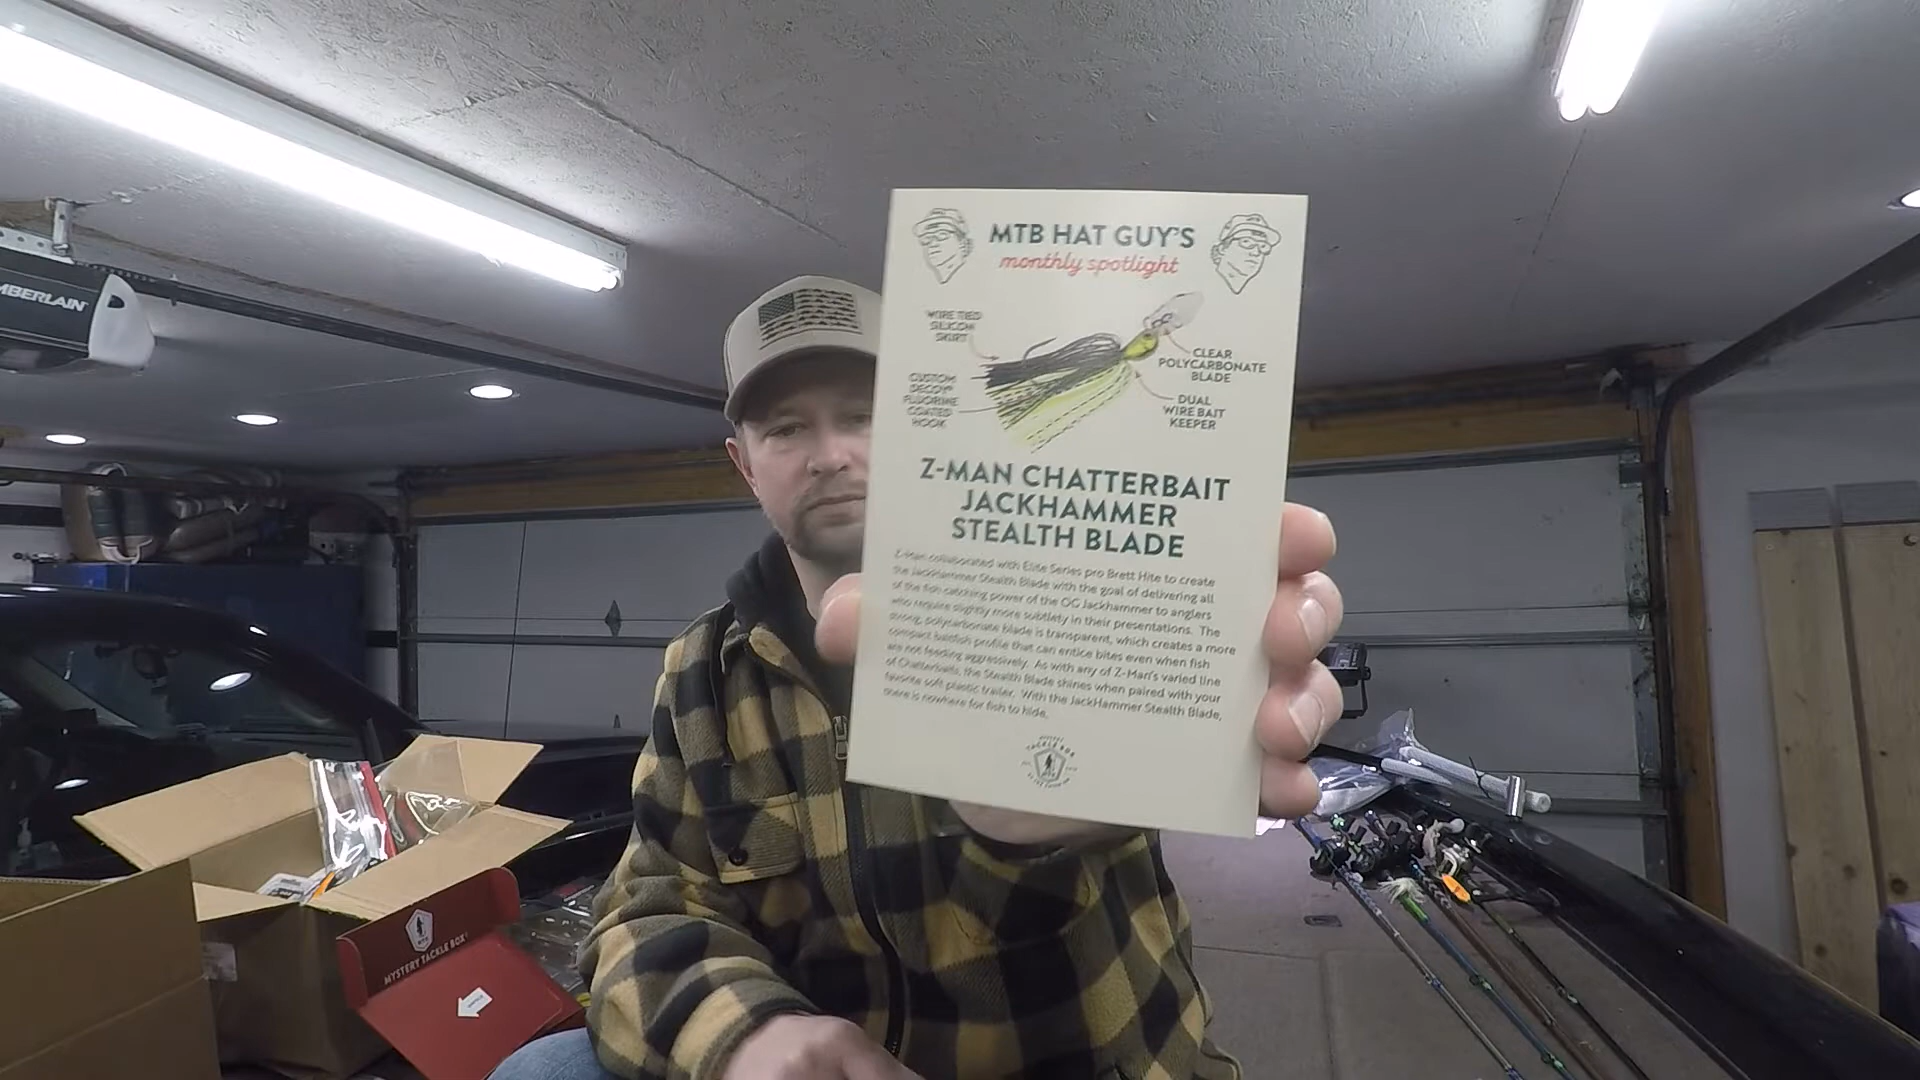 MTB HAT GUY'S
monthly spotlight
WIRE TIED
SILICON
SKIRT
CLEAR
POLYCARBONATE
BLADE
CUSTOM
DECOY®
FLUORINE
COATED
HOOK
DUAL
WIRE BAIT
KEEPER
Z-MAN CHATTERBAIT
JACKHAMMER
STEALTH BLADE
Z-Man collaborated with Elite Series pro Brett Hite to create
the JackHammer Stealth Blade with the goal of delivering all
of the fish catching power of the OG Jackhammer to anglers
who require slightly more subtlety in their presentations. The
strong, polycarbonate blade is transparent, which creates a more
compact baitfish profile that can entice bites even when fish
are not feeding aggressively. As with any of Z-Man's varied line
of Chatterbaits, the Stealth Blade shines when paired with your
favorite soft plastic trailer. With the JackHammer Stealth Blade,
there is nowhere for fish to hide.
TACKLE BOX
MBERLAIN
MYSTERY TACKLE BOX